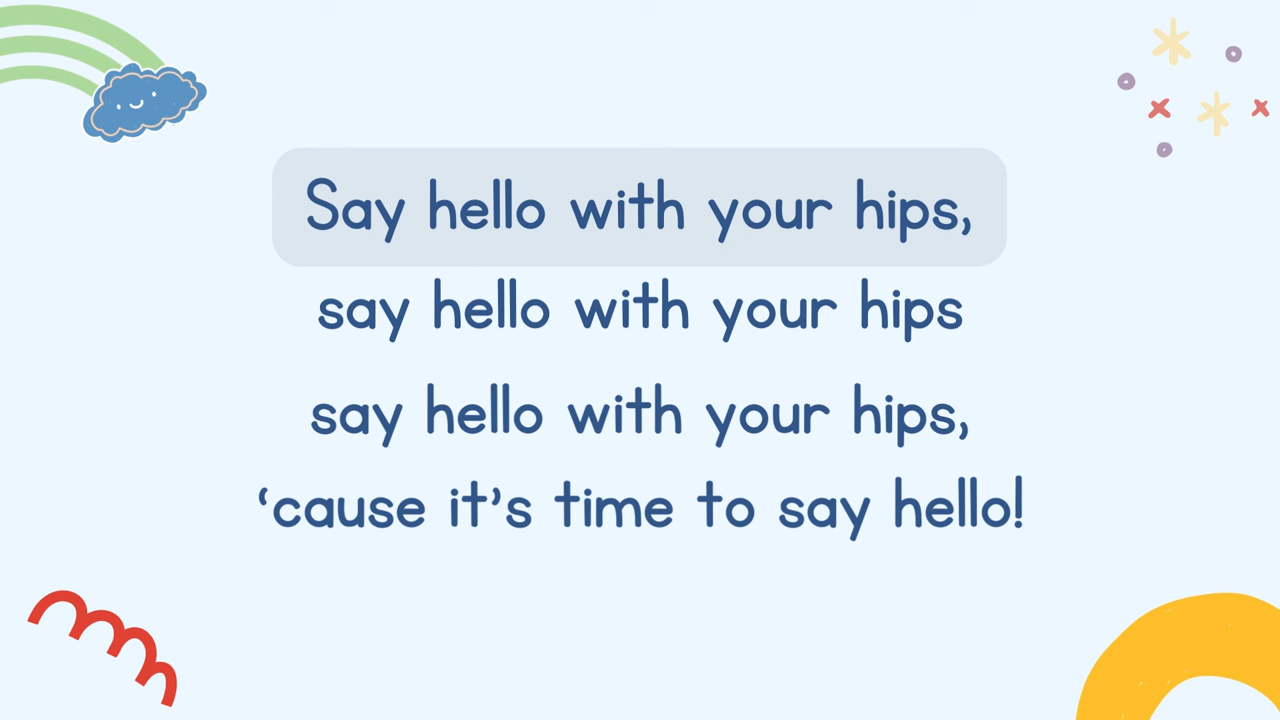 Say hello with your hips,
say hello with your hips
say hello with your hips,
‘cause it’s time to say hello!